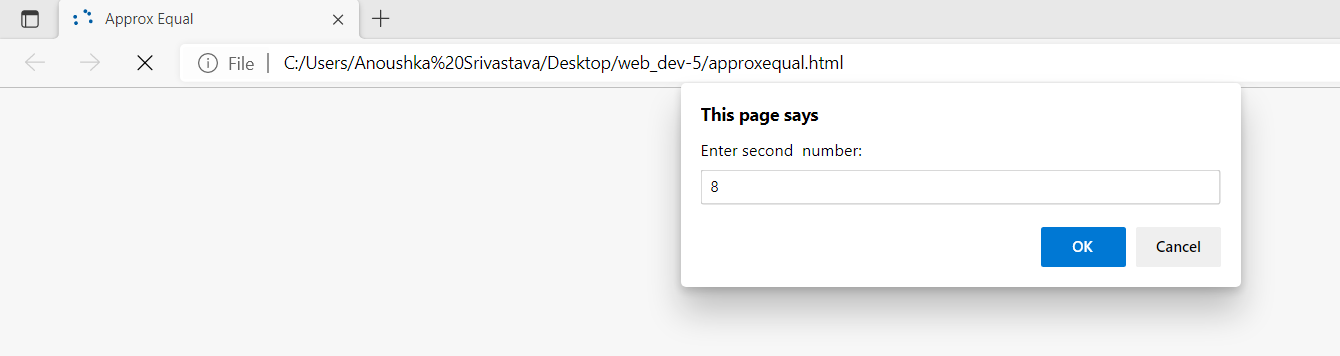 Approx Equal
File
C:/Users/Anoushka%20Srivastava/Desktop/web_dev-5/approxequal.html
This page says
Enter second  number:
8
OK
Cancel